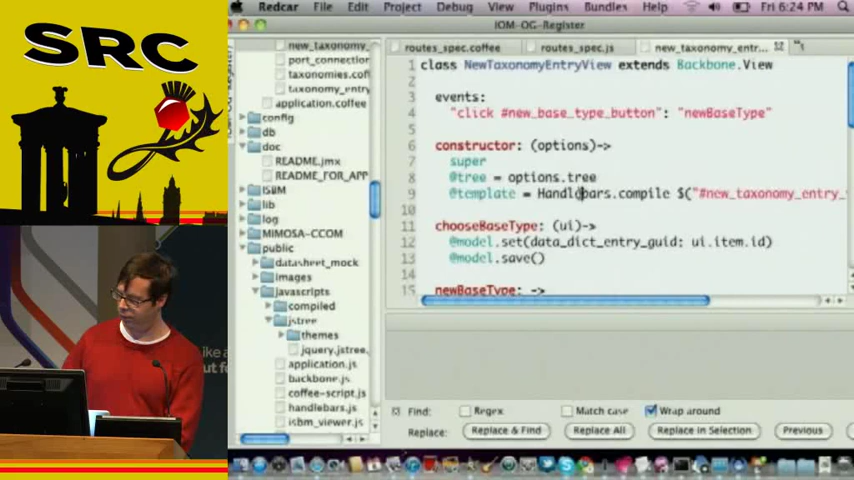 SRC
Redcar File Edit Project Debug View Plugins Bundles Help Fri 6:24 PM
IOM-OG-Register
new_taxonomy_
port_connection
taxonomies.cof
taxonomy_entry
application.coffee
config
db
doc
README.jmx
README_FOR_APP
ISBM
lib
log
MIMOSA-CCOM
public
datasheet_mock
images
javascripts
compiled
jstree
themes
jquery.jstree.
application.js
backbone.js
coffee-script.js
handlebars.js
isbm_viewer.js
routes_spec.coffee routes_spec.js new_taxonomy_entr...
1 class NewTaxonomyEntryView extends Backbone.View
2
3 events:
4 "click #new_base_type_button": "newBaseType"
5
6 constructor: (options)->
7 super
8 @tree = options.tree
9 @template = Handlebars.compile $("#new_taxonomy_entry_
10
11 chooseBaseType: (ui)->
12 @model.set(data_dict_entry_guid: ui.item.id)
13 @model.save()
14
15 newBaseType: ->
Find: Regex Match case Wrap around
Replace: Replace & Find Replace All Replace in Selection Previous